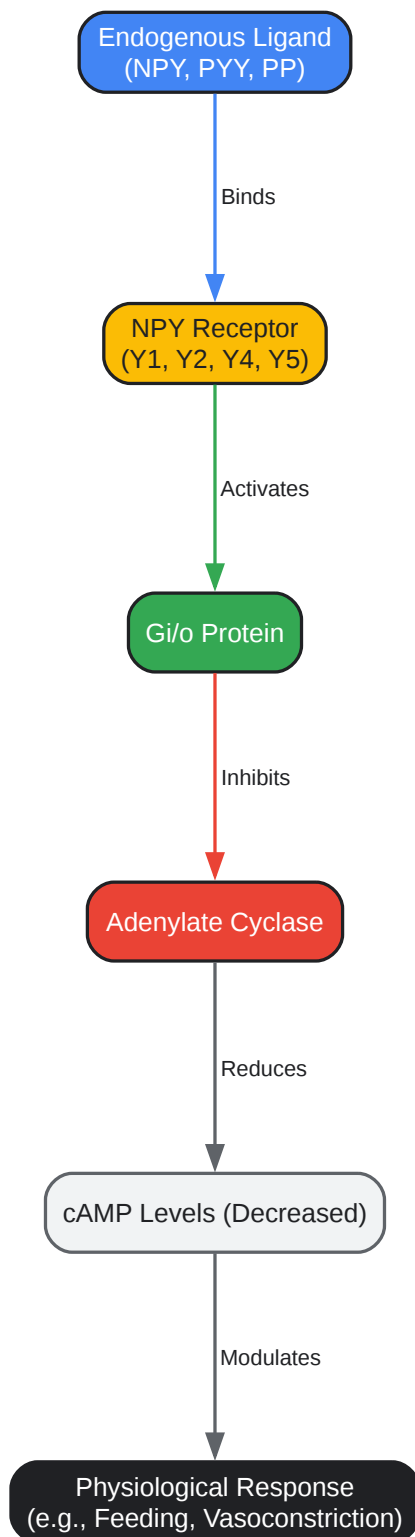 Endogenous Ligand
(NPY, PYY, PP)
Binds
NPY Receptor
(Y1, Y2, Y4, Y5)
Activates
Gi/o Protein
Inhibits
Adenylate Cyclase
Reduces
cAMP Levels (Decreased)
Modulates
Physiological Response
(e.g., Feeding, Vasoconstriction)